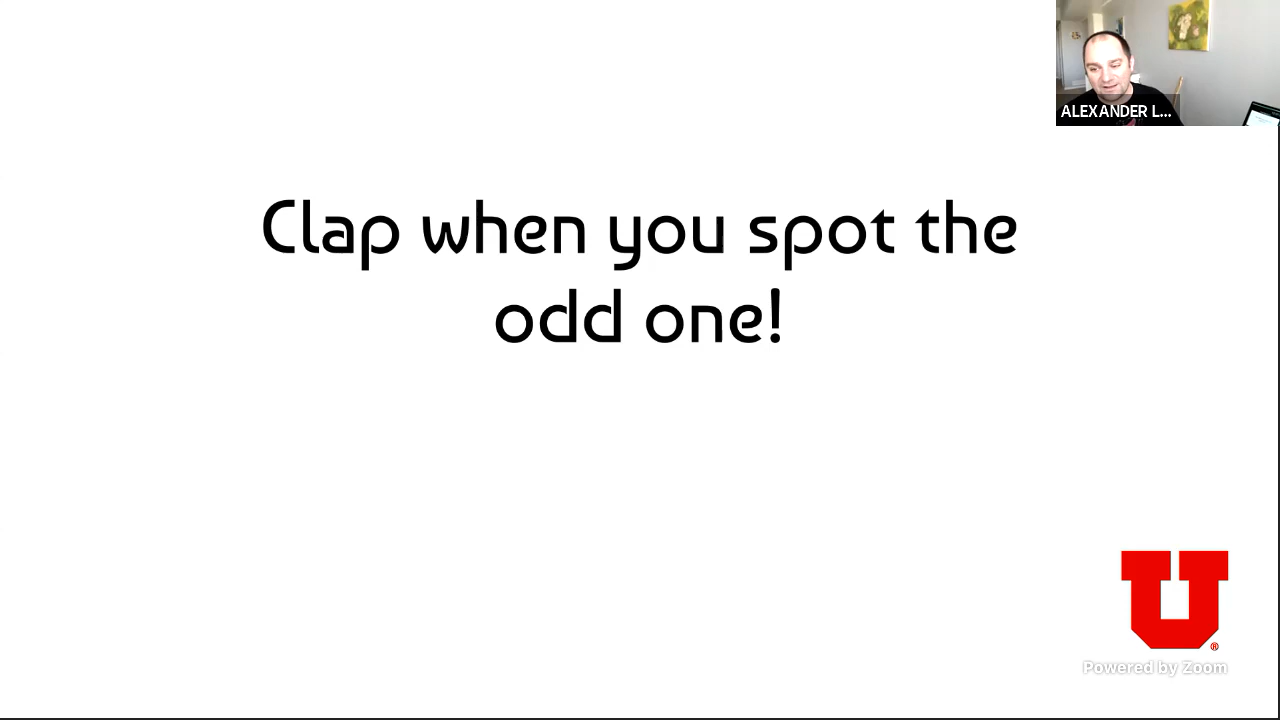 ALEXANDER L...
Clap when you spot the
odd one!
U
®
Powered by Zoom